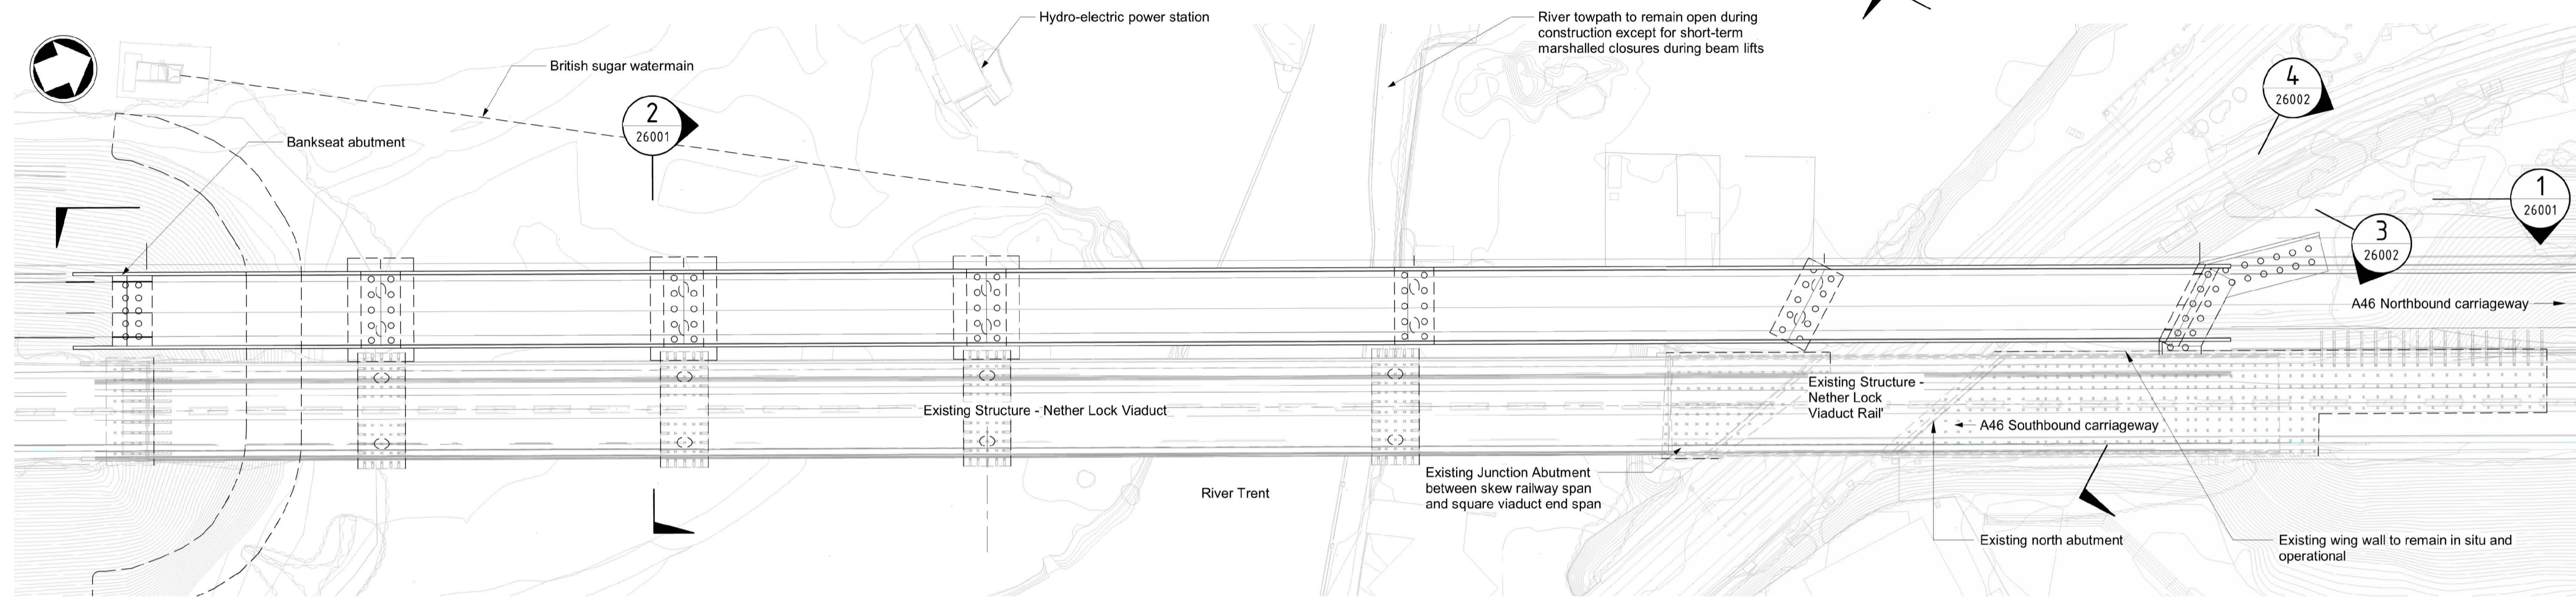 Hydro-electric power station
River towpath to remain open during
construction except for short-term
marshalled closures during beam lifts
British sugar watermain
4
26002
2
26001
Bankseat abutment
1
26001
3
26002
A46 Northbound carriageway
Existing Structure -
Nether Lock
Viaduct Rail'
Existing Structure - Nether Lock Viaduct
A46 Southbound carriageway
Existing Junction Abutment
between skew railway span
and square viaduct end span
River Trent
Existing north abutment
Existing wing wall to remain in situ and
operational